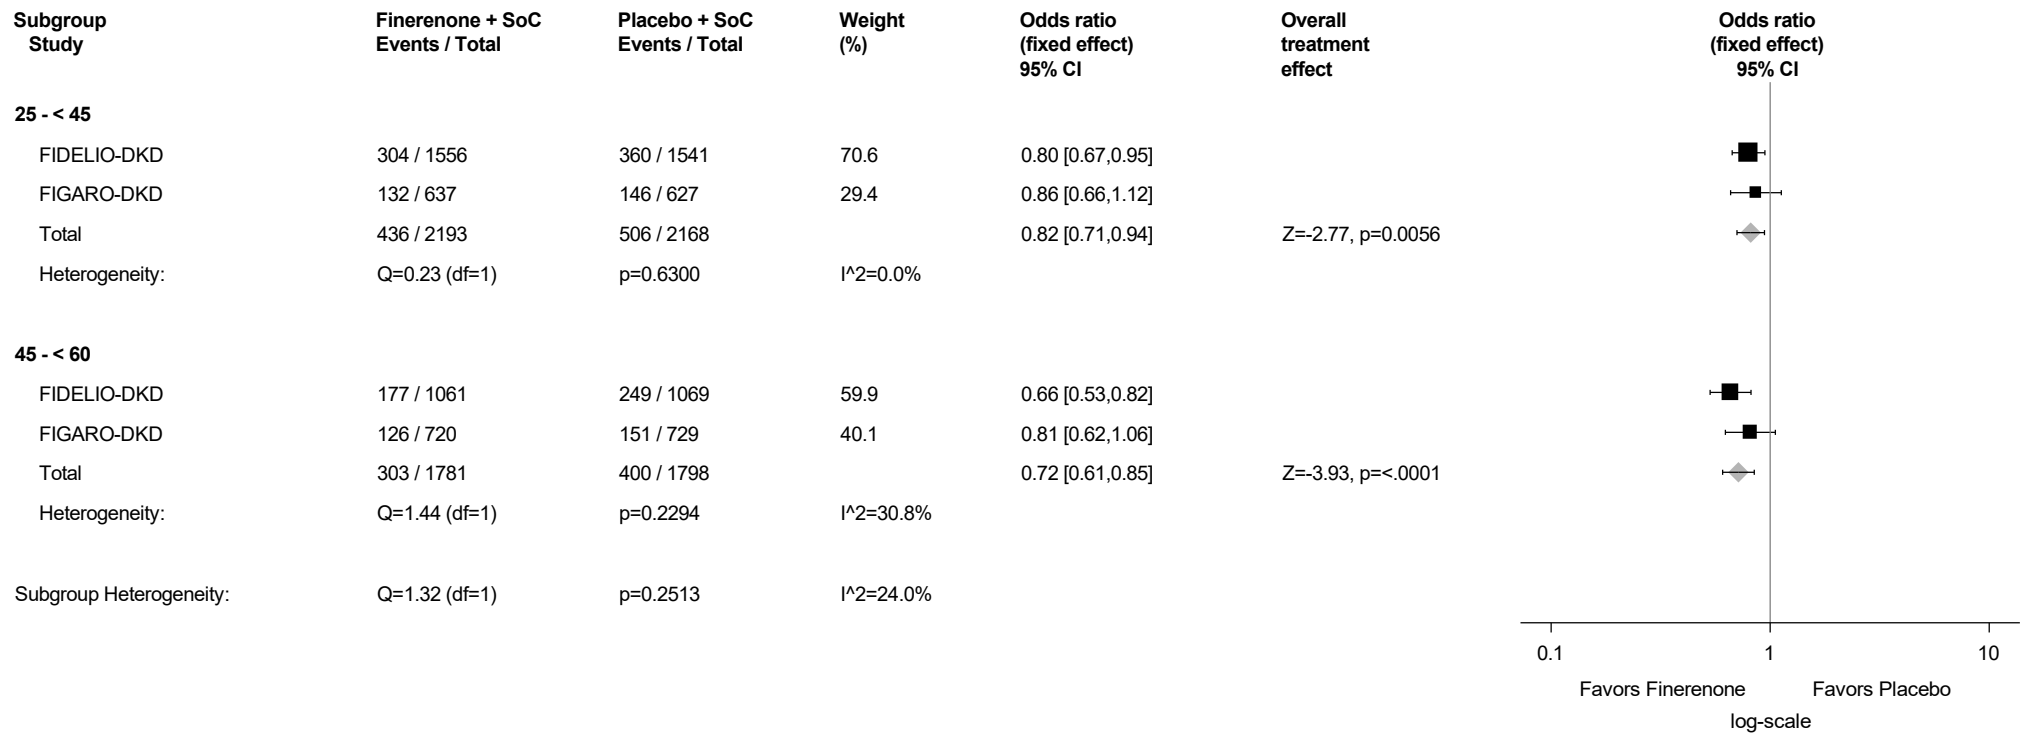 Subgroup Finerenone + SoC Placebo + SoC Weight Odds ratio Overall Odds ratio
Study Events / Total Events / Total (%) (fixed effect) treatment (fixed effect)
95% CI effect 95% CI
25 - < 45
FIDELIO-DKD 304 / 1556 360 / 1541 70.6 0.80 [0.67,0.95]
FIGARO-DKD 132 / 637 146 / 627 29.4 0.86 [0.66,1.12]
Total 436 / 2193 506 / 2168 0.82 [0.71,0.94] Z=-2.77, p=0.0056
Heterogeneity: Q=0.23 (df=1) p=0.6300 I^2=0.0%
45 - < 60
FIDELIO-DKD 177 / 1061 249 / 1069 59.9 0.66 [0.53,0.82]
FIGARO-DKD 126 / 720 151 / 729 40.1 0.81 [0.62,1.06]
Total 303 / 1781 400 / 1798 0.72 [0.61,0.85] Z=-3.93, p=<.0001
Heterogeneity: Q=1.44 (df=1) p=0.2294 I^2=30.8%
Subgroup Heterogeneity: Q=1.32 (df=1) p=0.2513 I^2=24.0%
0.1 1 10
Favors Finerenone Favors Placebo
log-scale